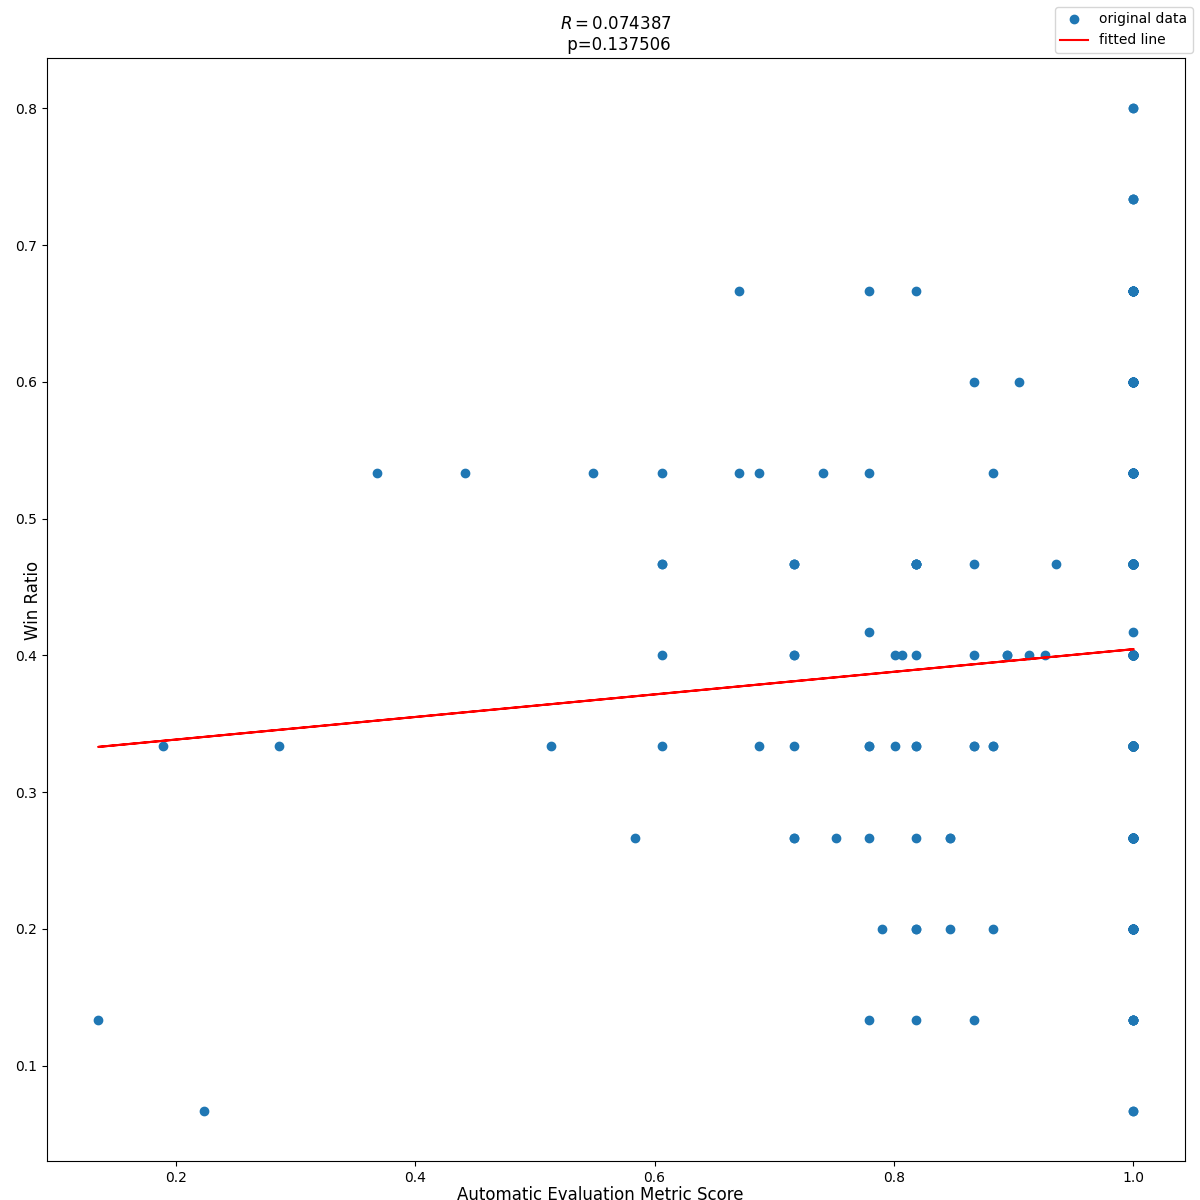 R = 0.074387
p=0.137506
original data
fitted line
0.8
0.7
0.6
0.5
0.4
0.3
0.2
0.1
Win Ratio
0.2 0.4 0.6 0.8 1.0
Automatic Evaluation Metric Score